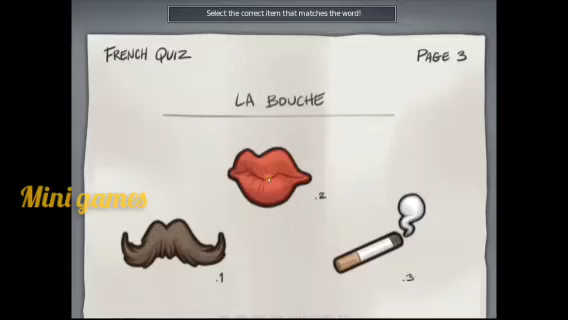 Select the correct item that matches the word!
FRENCH QUIZ
PAGE 3
LA BOUCHE
.2
Mini games
.1
.3